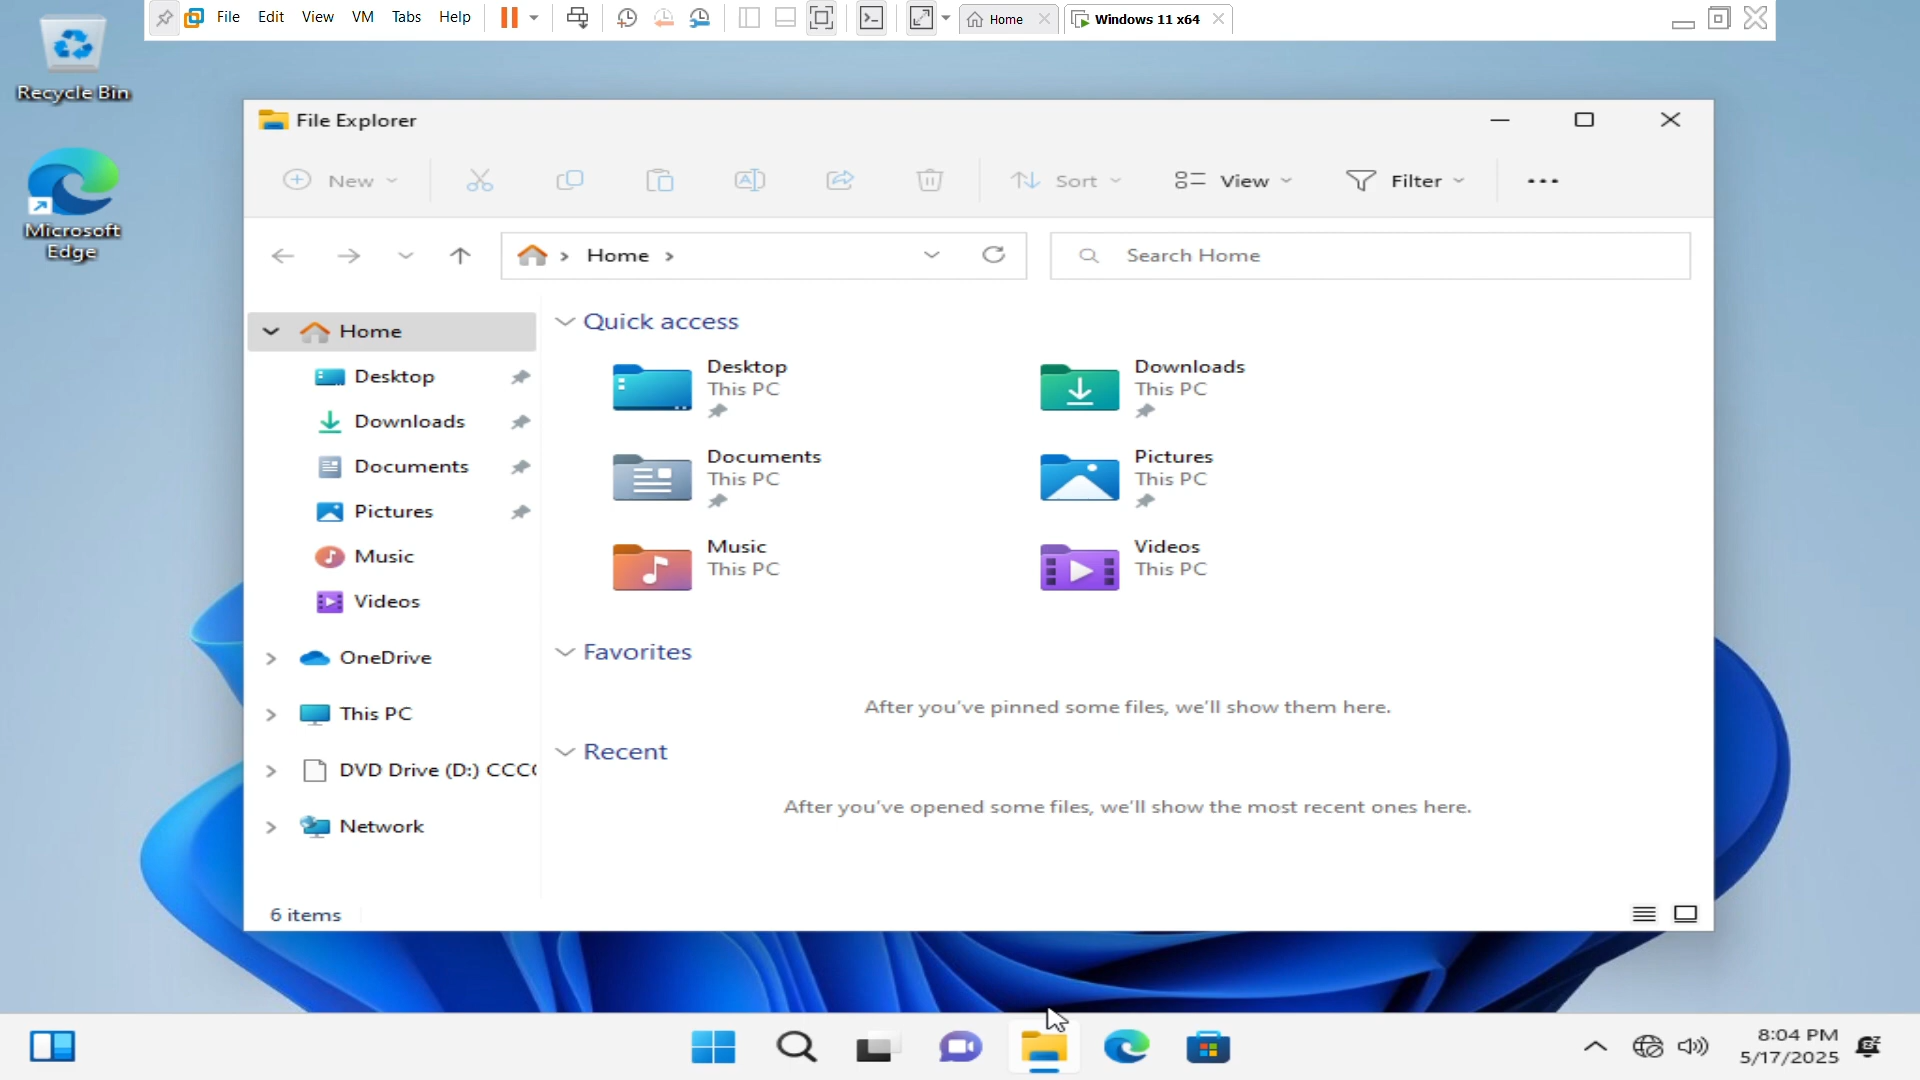 File Edit View VM Tabs Help
Home
Windows 11 x64
Recycle Bin
Microsoft
Edge
File Explorer
New
Sort
View
Filter
Home
Search Home
Home
Desktop
Downloads
Documents
Pictures
Music
Videos
OneDrive
This PC
DVD Drive (D:) CCC
Network
Quick access
Desktop
This PC
Downloads
This PC
Documents
This PC
Pictures
This PC
Music
This PC
Videos
This PC
Favorites
After you've pinned some files, we'll show them here.
Recent
After you've opened some files, we'll show the most recent ones here.
6 items
8:04 PM
5/17/2025